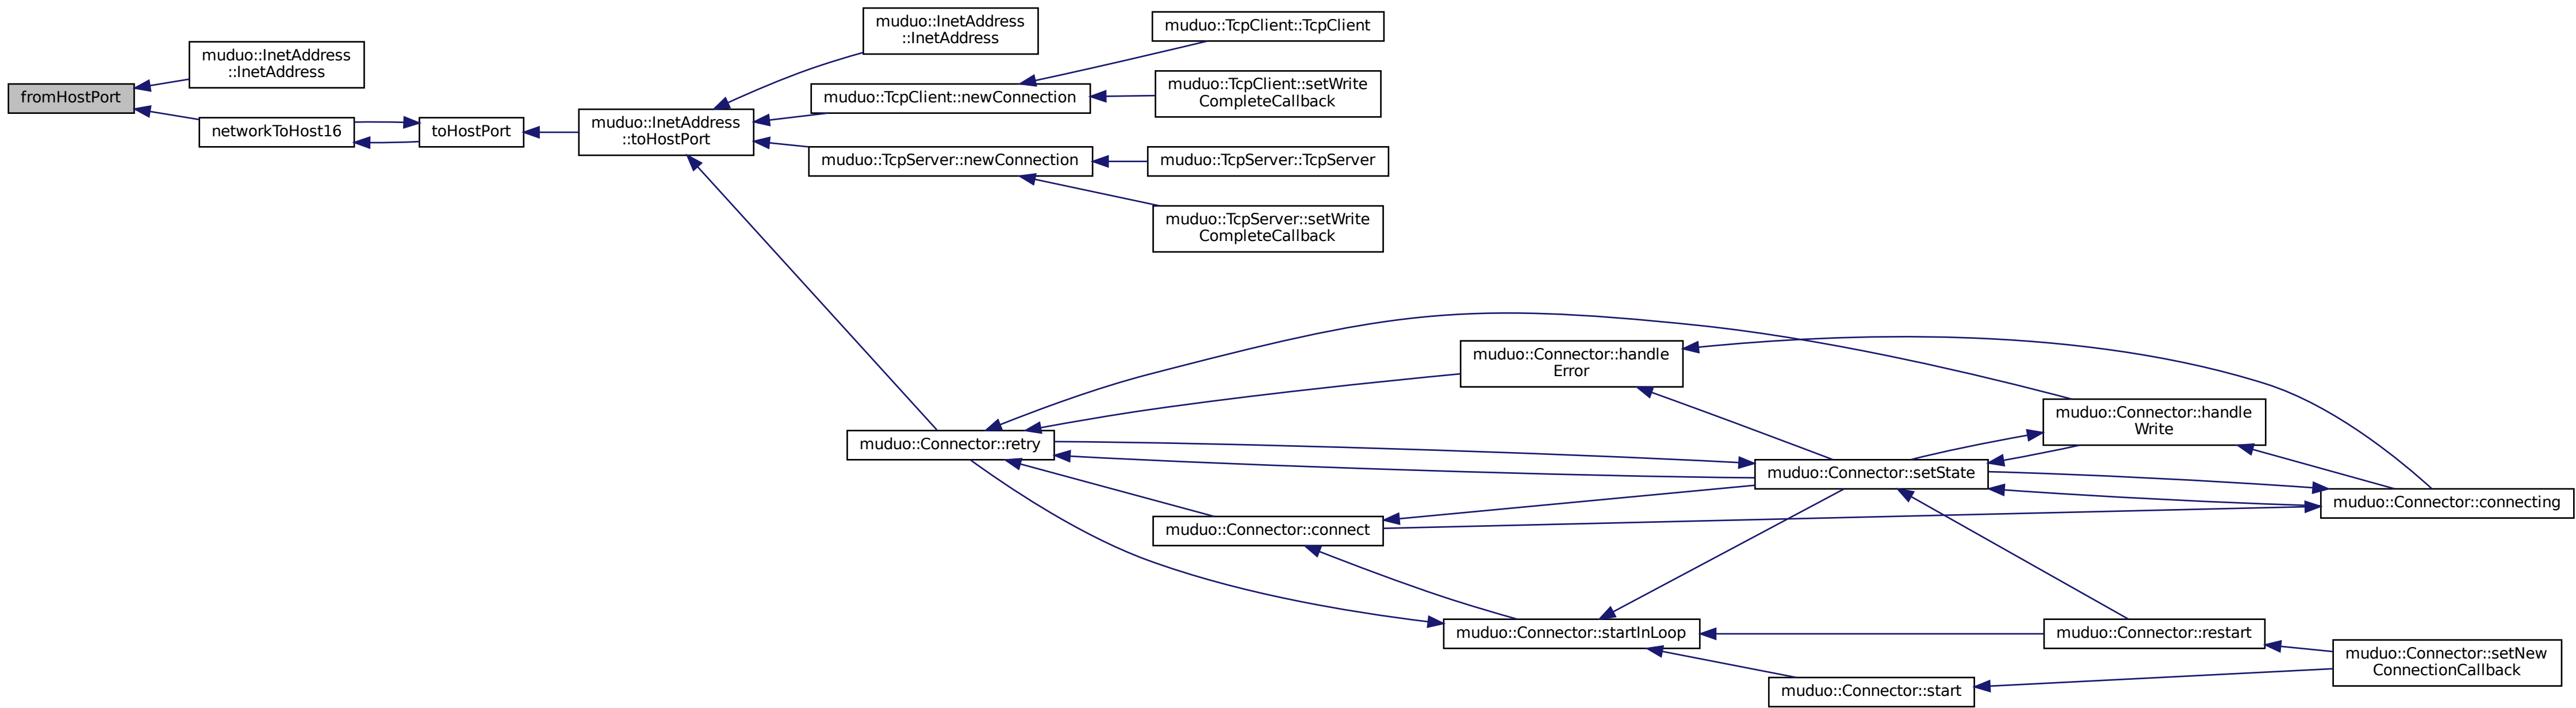 fromHostPort
muduo::InetAddress
::InetAddress
networkToHost16
toHostPort
muduo::InetAddress
::toHostPort
muduo::InetAddress
::InetAddress
muduo::TcpClient::newConnection
muduo::TcpServer::newConnection
muduo::TcpClient::TcpClient
muduo::TcpClient::setWrite
CompleteCallback
muduo::TcpServer::TcpServer
muduo::TcpServer::setWrite
CompleteCallback
muduo::Connector::retry
muduo::Connector::handle
Error
muduo::Connector::connect
muduo::Connector::startInLoop
muduo::Connector::setState
muduo::Connector::handle
Write
muduo::Connector::connecting
muduo::Connector::restart
muduo::Connector::start
muduo::Connector::setNew
ConnectionCallback